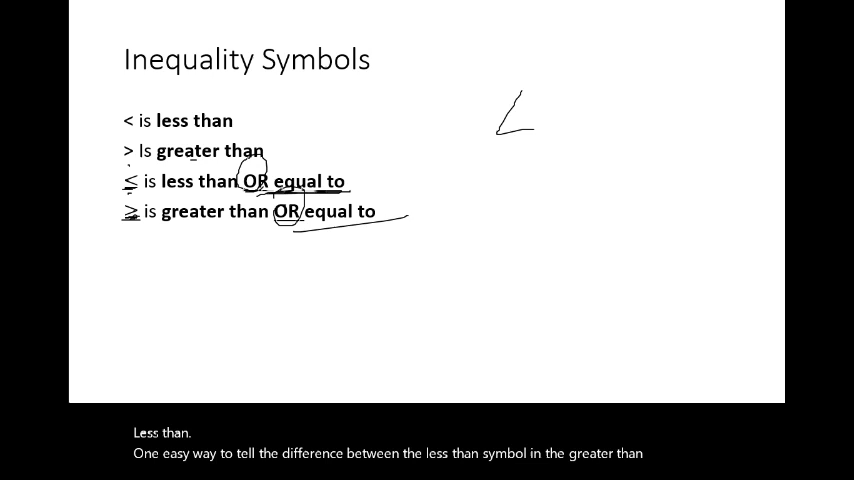 Inequality Symbols
< is less than
> Is greater than
≤ is less than OR equal to
≥ is greater than OR equal to
Less than.
One easy way to tell the difference between the less than symbol in the greater than